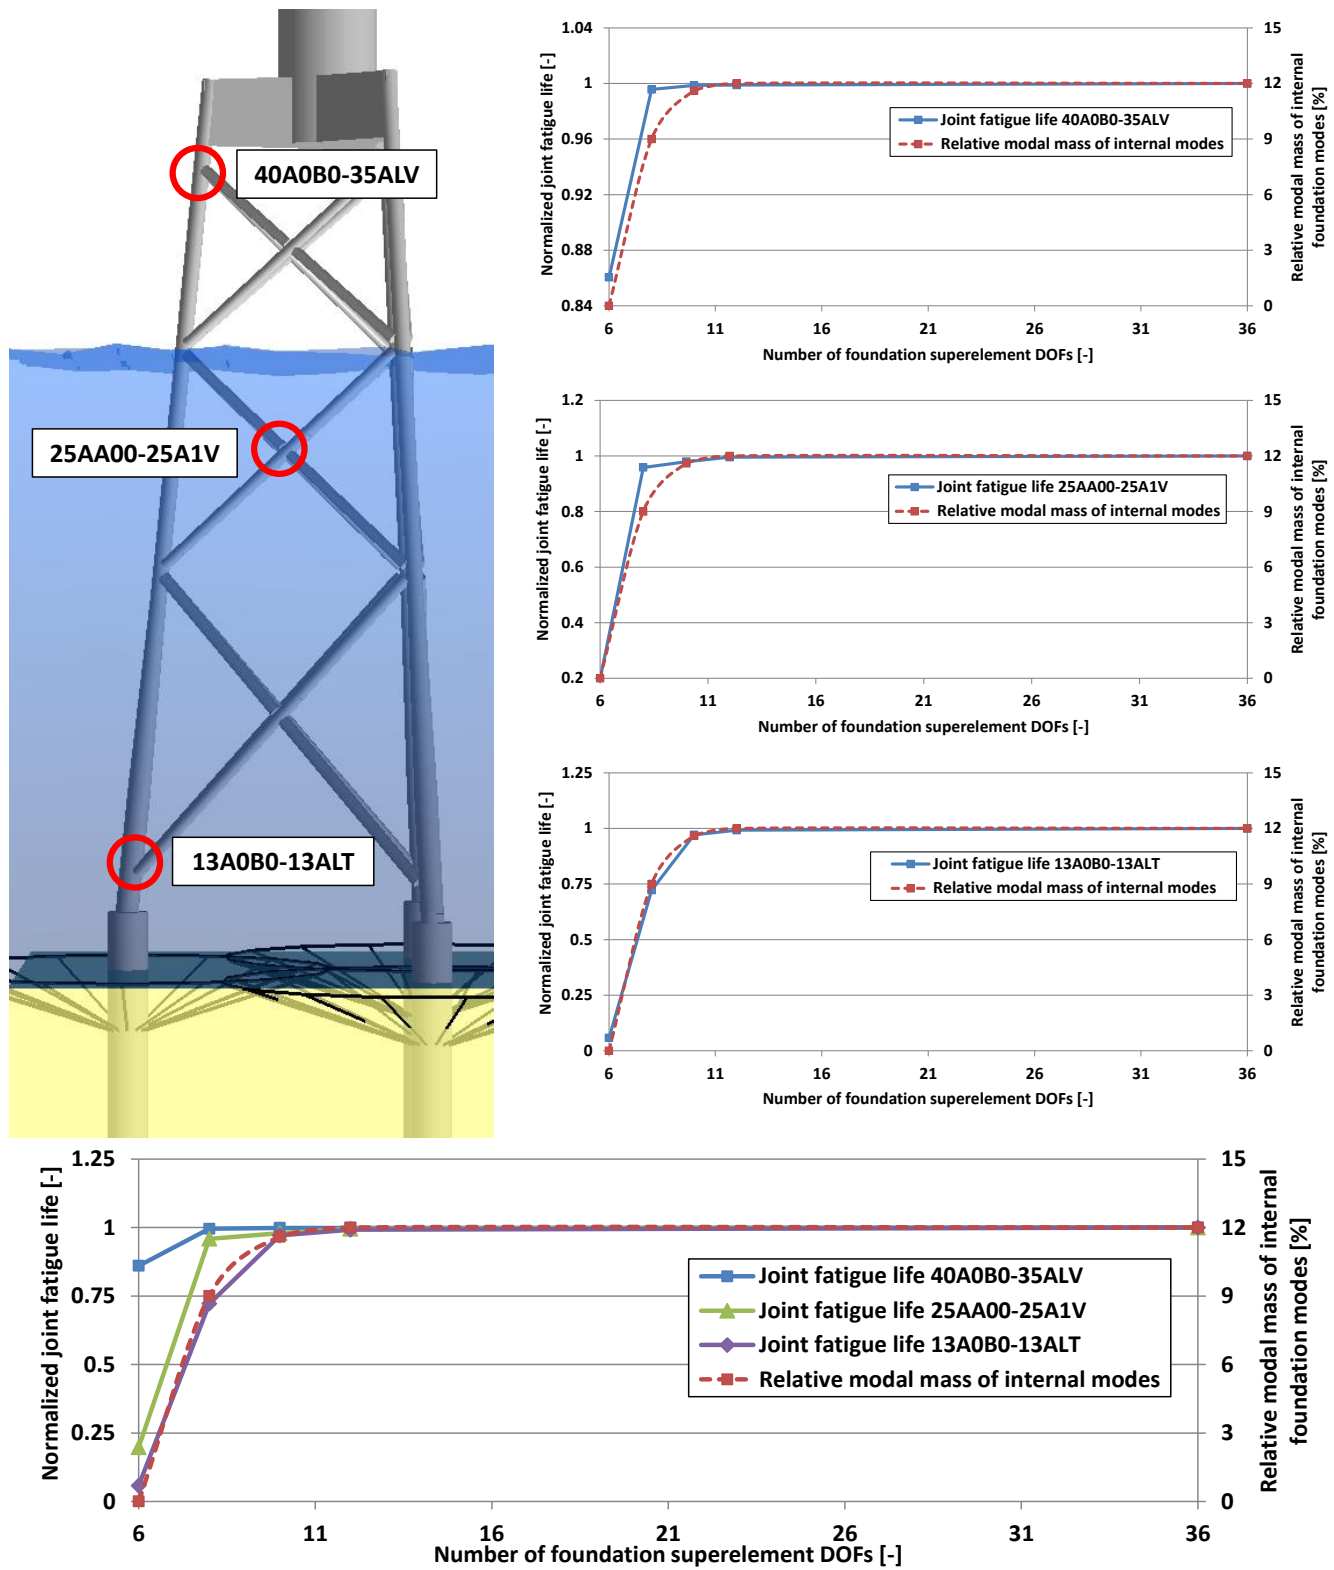 40A0B0-35ALV
25AA00-25A1V
13A0B0-13ALT
Normalized joint fatigue life [-]
1.04
1
0.96
0.92
0.88
0.84
Joint fatigue life 40A0B0-35ALV
Relative modal mass of internal modes
15
12
9
6
3
0
Relative modal mass of internal
foundation modes [%]
6 11 16 21 26 31 36
Number of foundation superelement DOFs [-]
Normalized joint fatigue life [-]
1.2
1
0.8
0.6
0.4
0.2
Joint fatigue life 25AA00-25A1V
Relative modal mass of internal modes
15
12
9
6
3
0
Relative modal mass of internal
foundation modes [%]
6 11 16 21 26 31 36
Number of foundation superelement DOFs [-]
Normalized joint fatigue life [-]
1.25
1
0.75
0.5
0.25
0
Joint fatigue life 13A0B0-13ALT
Relative modal mass of internal modes
15
12
9
6
3
0
Relative modal mass of internal
foundation modes [%]
6 11 16 21 26 31 36
Number of foundation superelement DOFs [-]
Normalized joint fatigue life [-]
1.25
1
0.75
0.5
0.25
0
Joint fatigue life 40A0B0-35ALV
Joint fatigue life 25AA00-25A1V
Joint fatigue life 13A0B0-13ALT
Relative modal mass of internal modes
15
12
9
6
3
0
Relative modal mass of internal
foundation modes [%]
6 11 16 21 26 31 36
Number of foundation superelement DOFs [-]